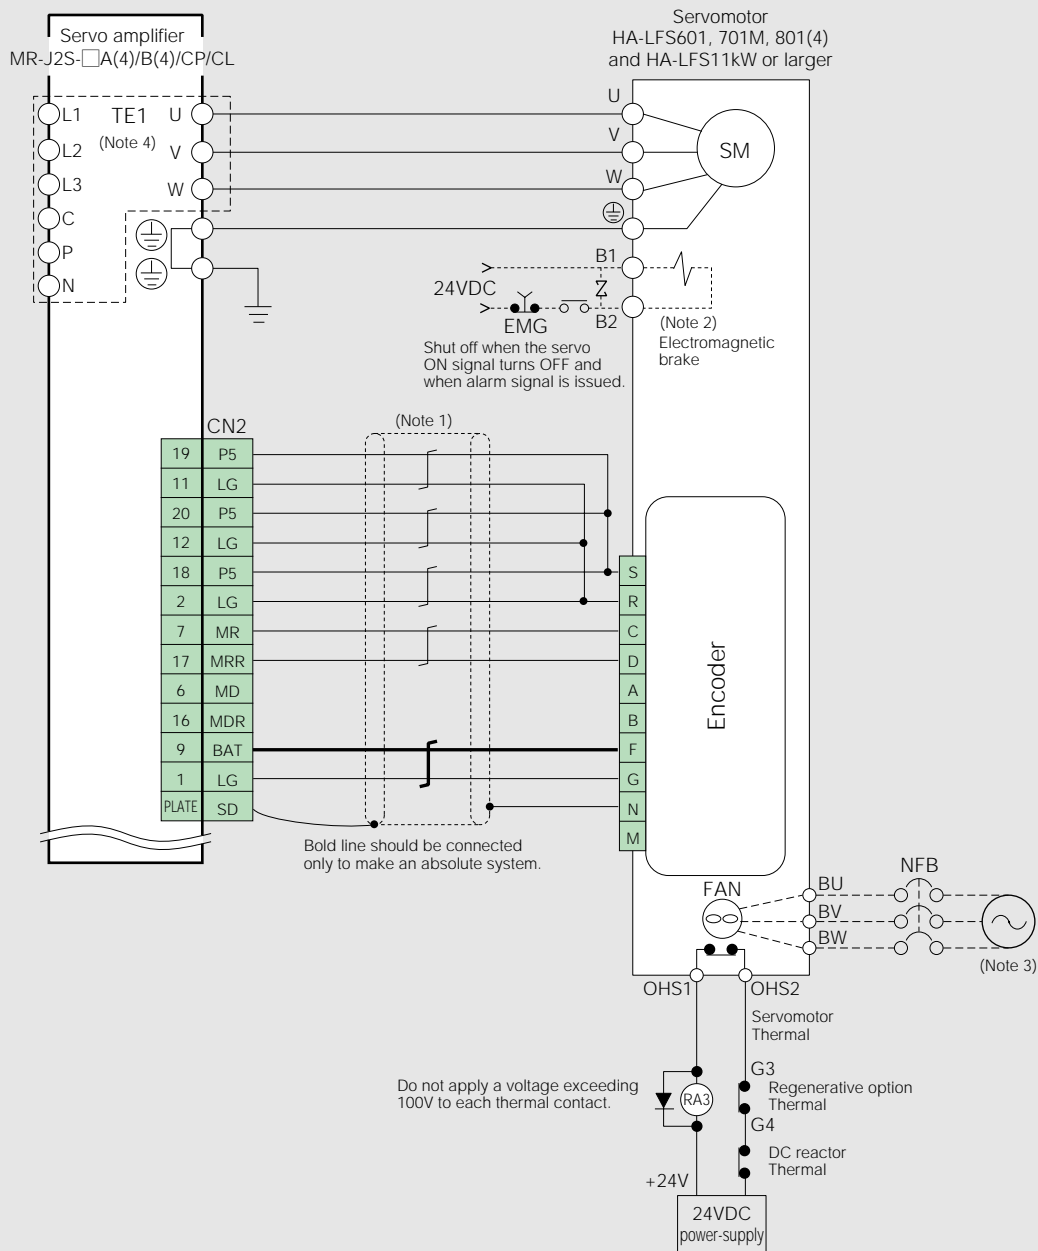 Servo amplifier
MR-J2S-□A(4)/B(4)/CP/CL
Servomotor
HA-LFS601, 701M, 801(4)
and HA-LFS11kW or larger
L1 TE1 U
(Note 4)
L2 V
L3 W
C
P
N
U
V
W
SM
B1
24VDC
B2
EMG
(Note 2)
Electromagnetic
brake
Shut off when the servo
ON signal turns OFF and
when alarm signal is issued.
CN2
(Note 1)
19 P5
11 LG
20 P5
12 LG
18 P5
2 LG
7 MR
17 MRR
6 MD
16 MDR
9 BAT
1 LG
PLATE SD
S
R
C
D
A
B
F
G
N
M
Encoder
Bold line should be connected
only to make an absolute system.
FAN
BU
BV
BW
NFB
(Note 3)
OHS1 OHS2
Servomotor
Thermal
Do not apply a voltage exceeding
100V to each thermal contact.
RA3
G3
Regenerative option
Thermal
G4
DC reactor
Thermal
+24V
24VDC
power-supply